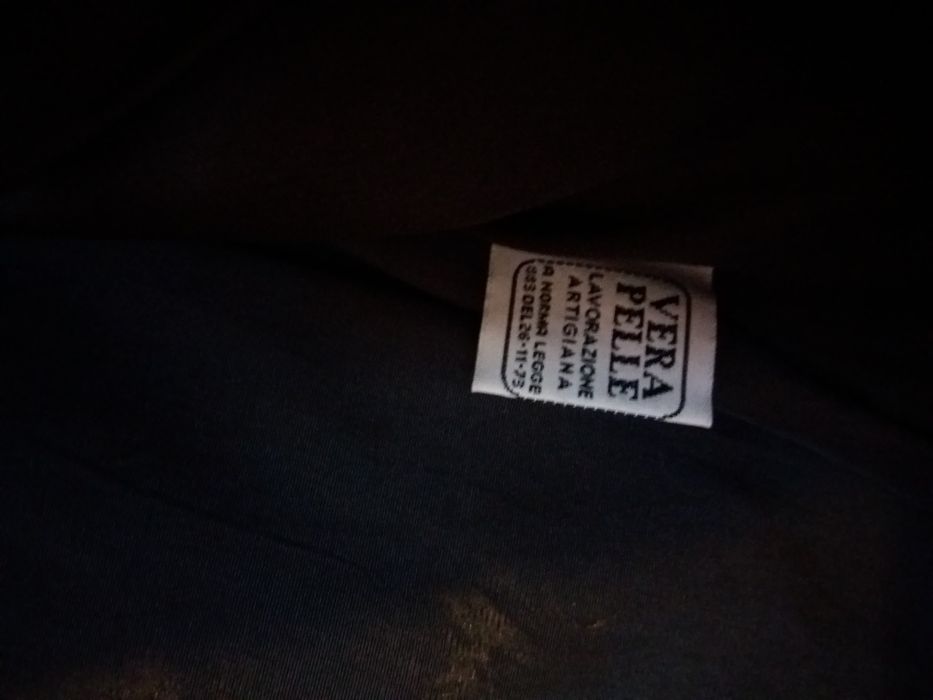 VERA
PELLE
LAVORAZIONE
ARTIGIANA
A NORMA LEGGE
883 DEL 26-11-73